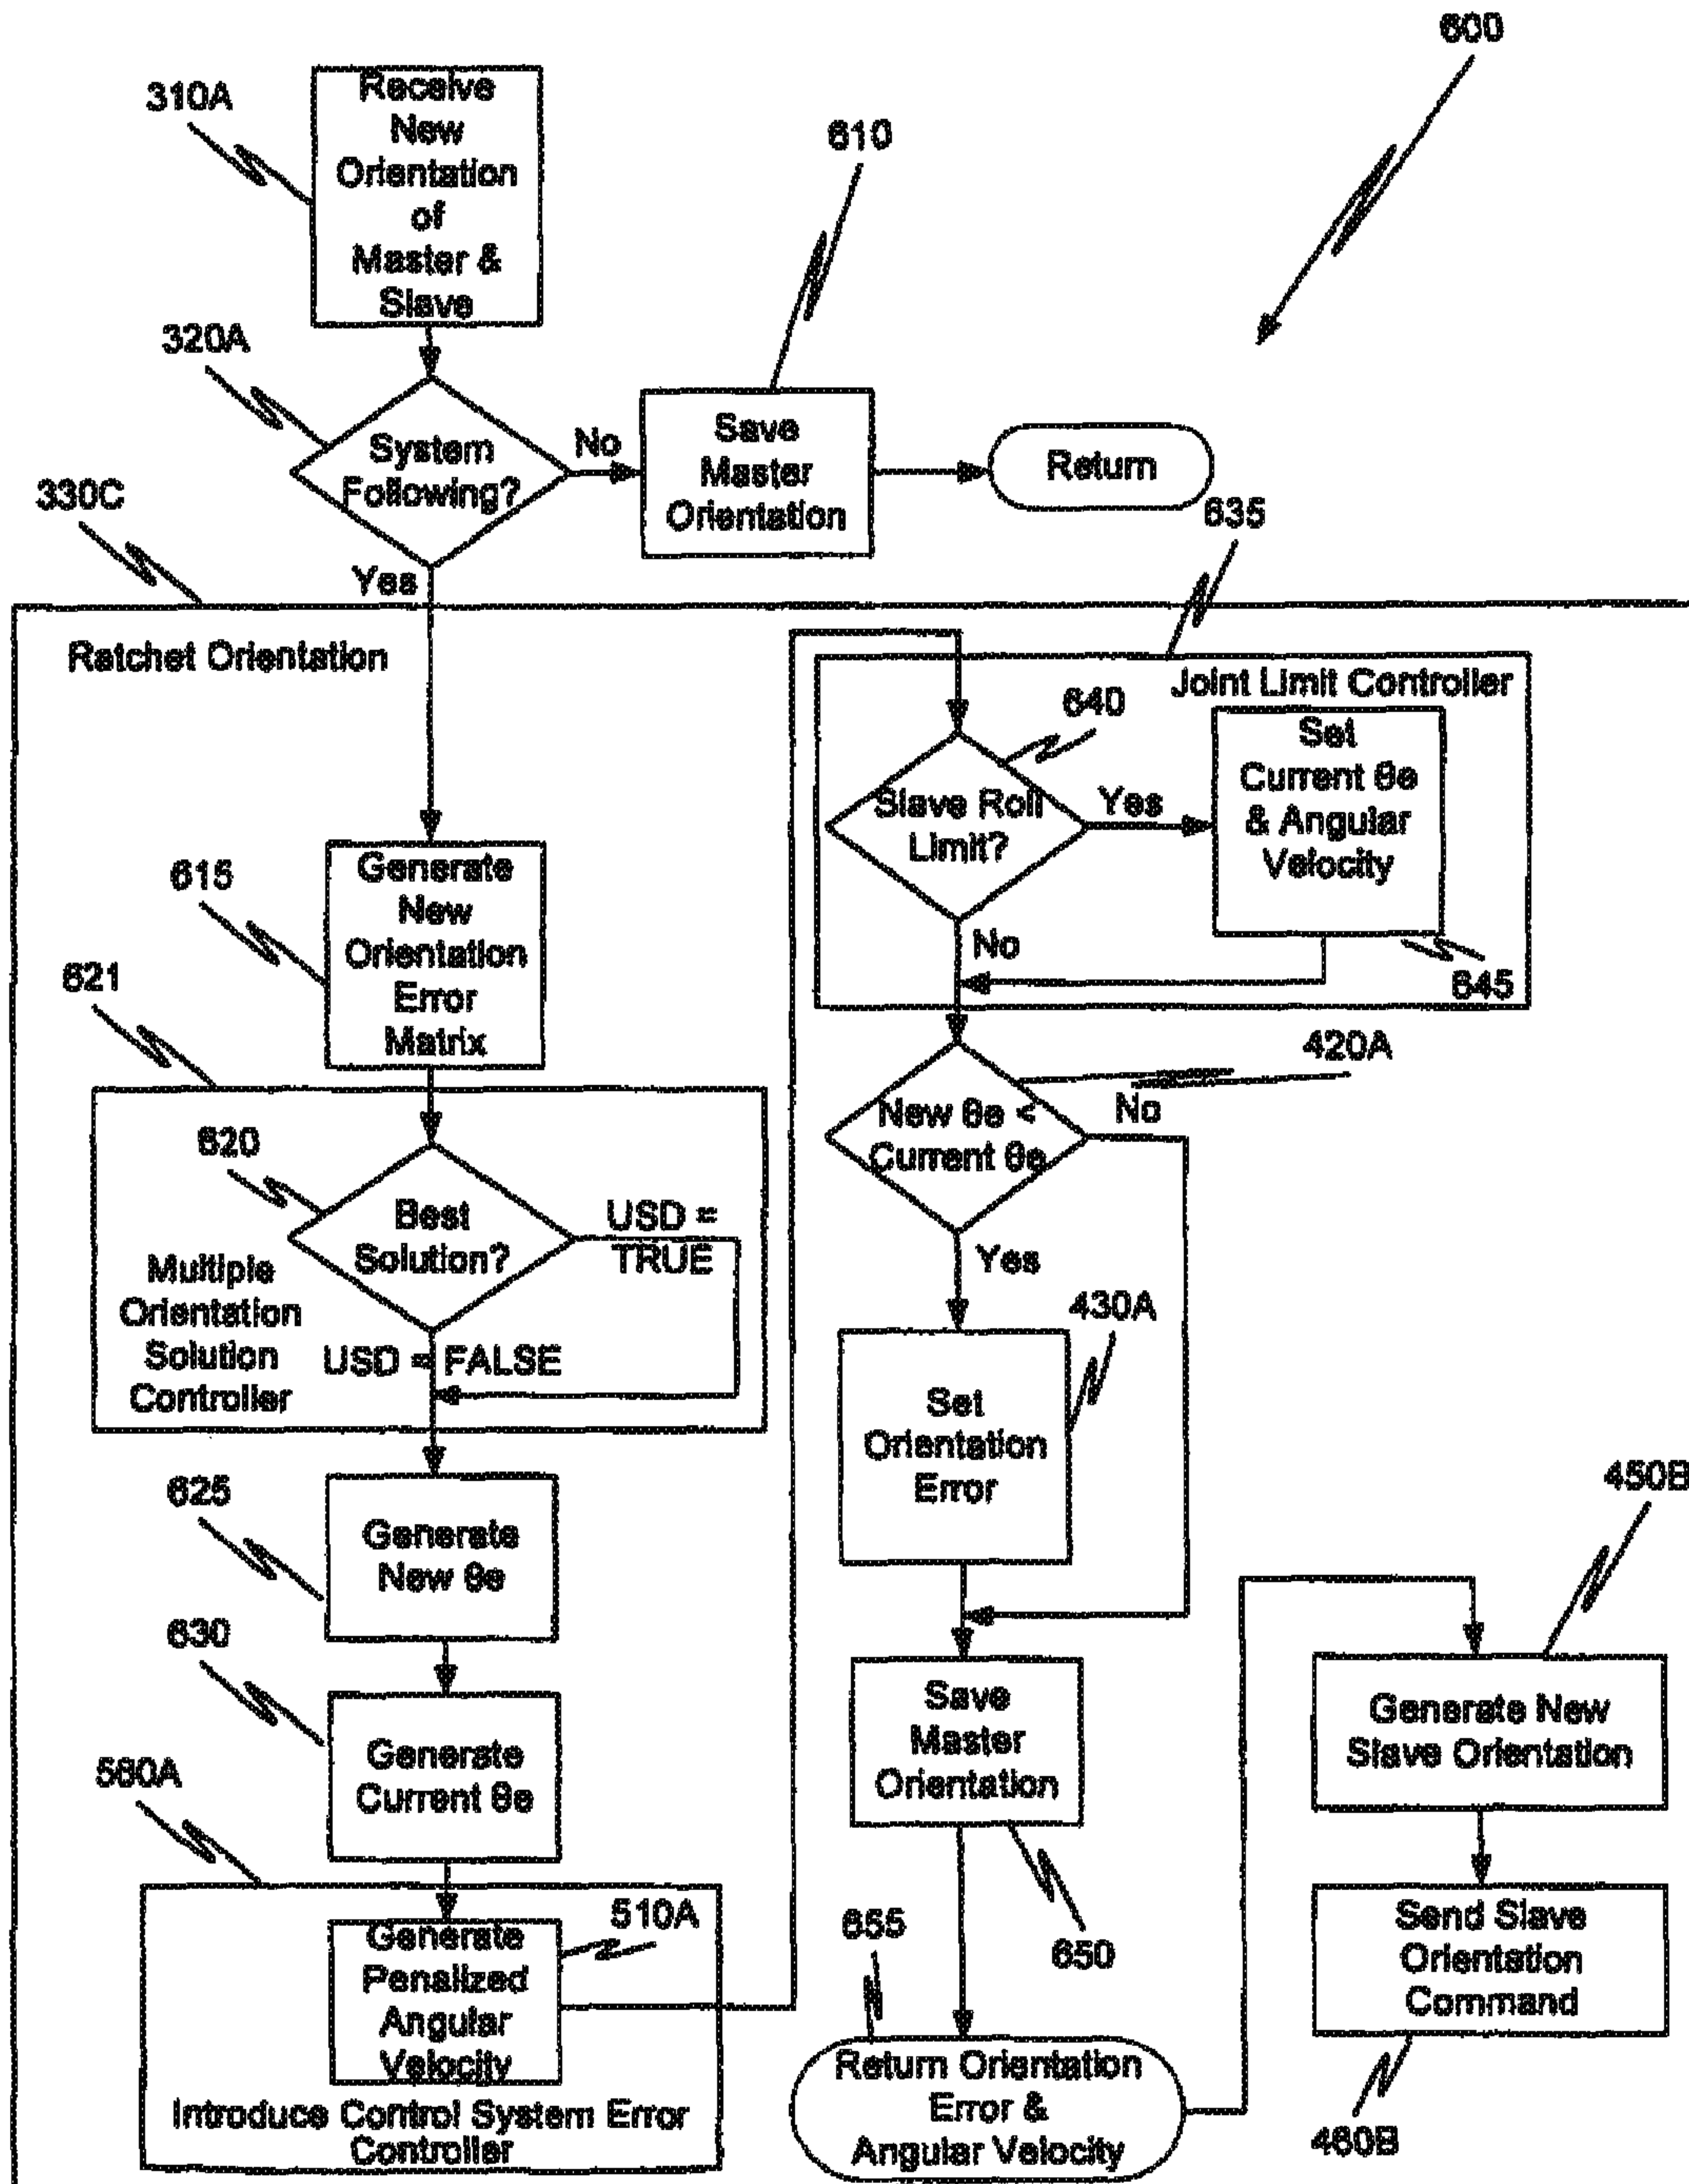 600
310A
Receive
New
Orientation
of
Master &
Slave
610
320A
System
Following?
No
Save
Master
Orientation
Return
330C
Yes
635
Ratchet Orientation
Joint Limit Controller
640
Slave Roll
Limit?
Yes
Set
Current θe
& Angular
Velocity
No
645
615
Generate
New
Orientation
Error
Matrix
621
620
Best
Solution?
USD =
TRUE
Multiple
Orientation
Solution
Controller
USD = FALSE
420A
New θe <
Current θe
No
Yes
430A
Set
Orientation
Error
625
Generate
New θe
630
Generate
Current θe
560A
510A
Generate
Penalized
Angular
Velocity
Introduce Control System Error
Controller
Save
Master
Orientation
650
655
Return Orientation
Error &
Angular Velocity
450B
Generate New
Slave Orientation
Send Slave
Orientation
Command
460B